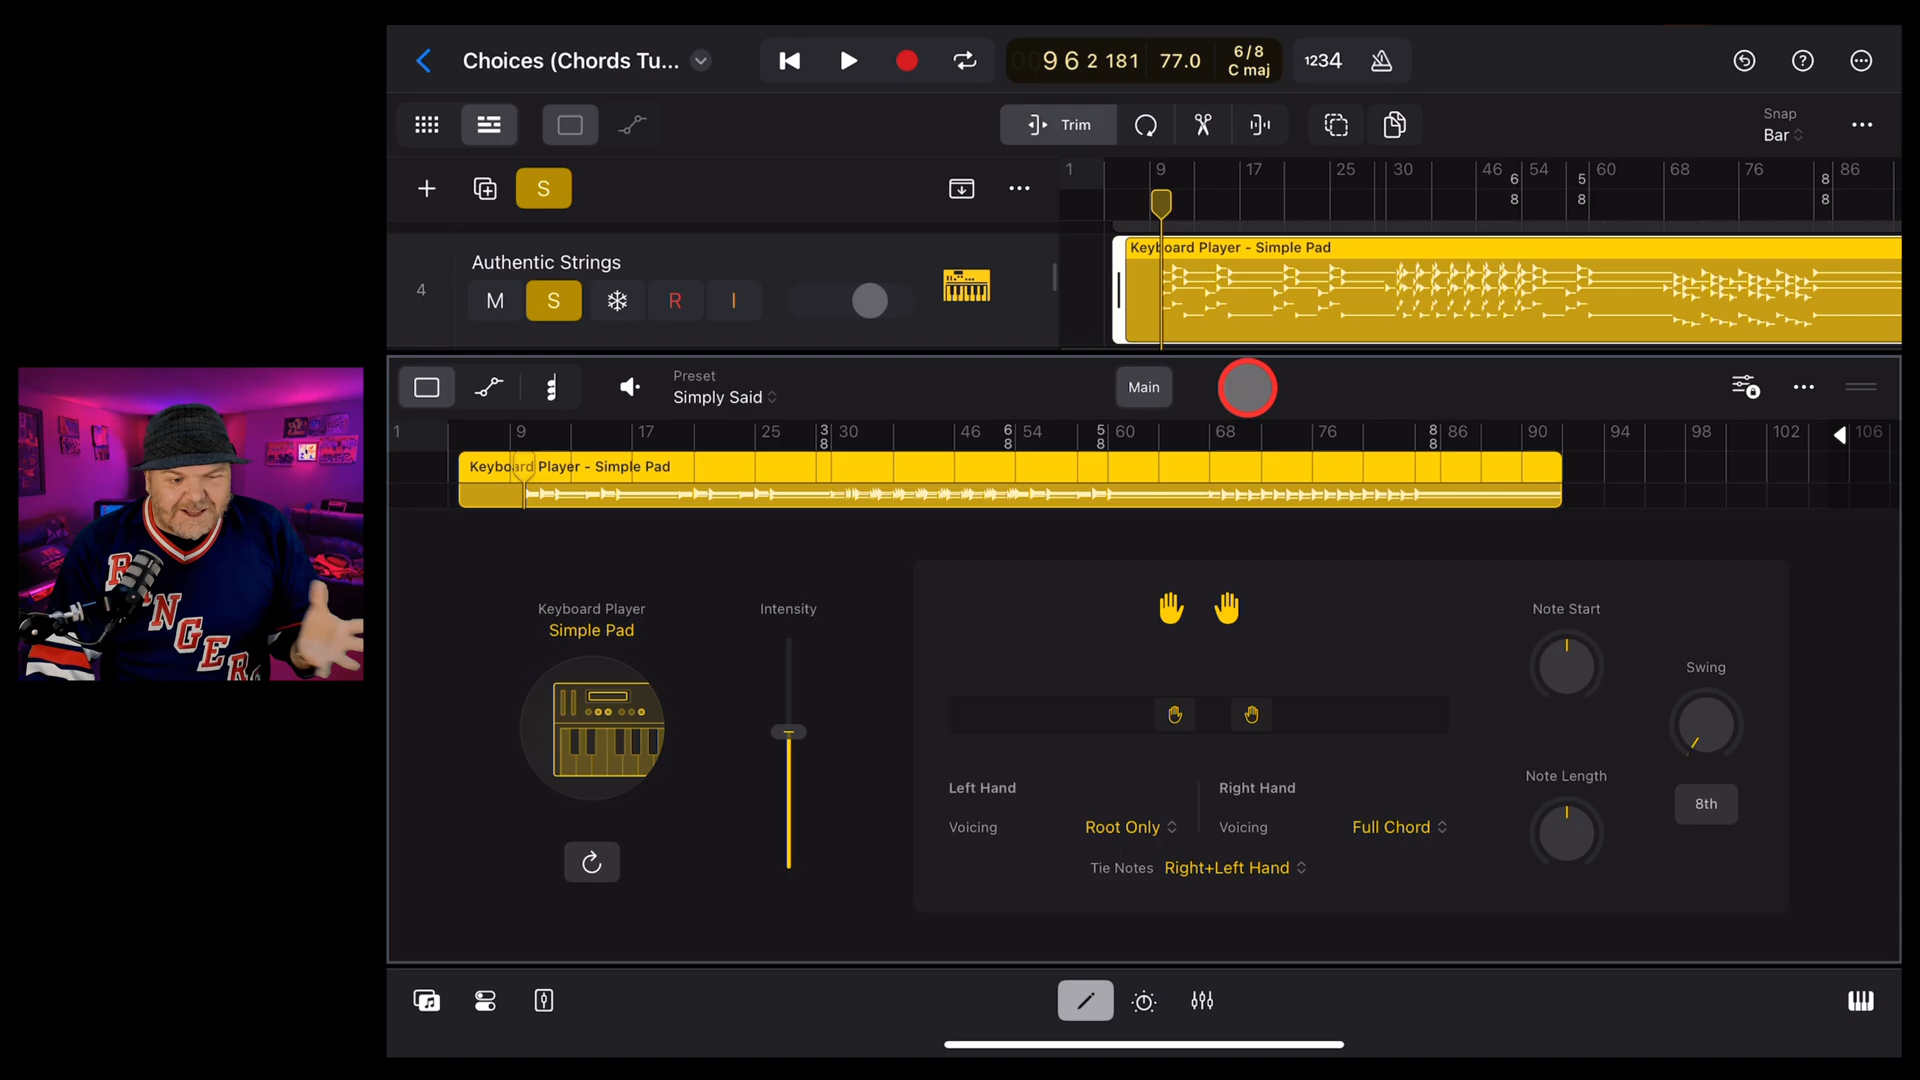 Choices (Chords Tu...
9 6 2 181
77.0
6/8
C maj
1234
Trim
Snap
Bar
S
1 9 17 25 30 46 6 8 54 5 8 60 68 76 8 8 86
4
Authentic Strings
M S R I
Keyboard Player - Simple Pad
Preset
Simply Said
Main
1 9 17 25 3 8 30 46 6 8 54 5 8 60 68 76 8 8 86 90 94 98 102 106
Keyboard Player - Simple Pad
Keyboard Player
Simple Pad
Intensity
Note Start
Swing
Note Length
8th
Left Hand
Voicing Root Only
Right Hand
Voicing Full Chord
Tie Notes Right+Left Hand
RANGER